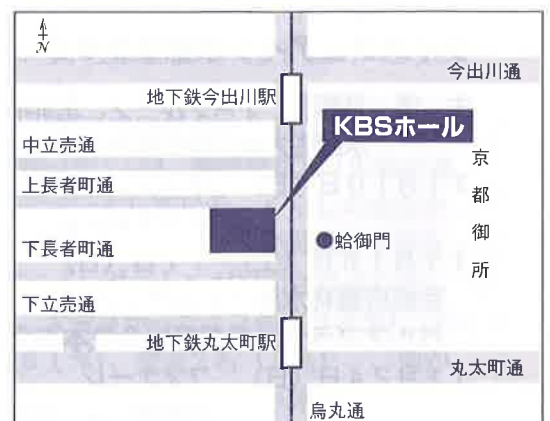 N
今出川通
地下鉄今出川駅
KBSホール
中立売通
京都御所
上長者町通
蛤御門
下長者町通
下立売通
地下鉄丸太町駅
丸太町通
烏丸通